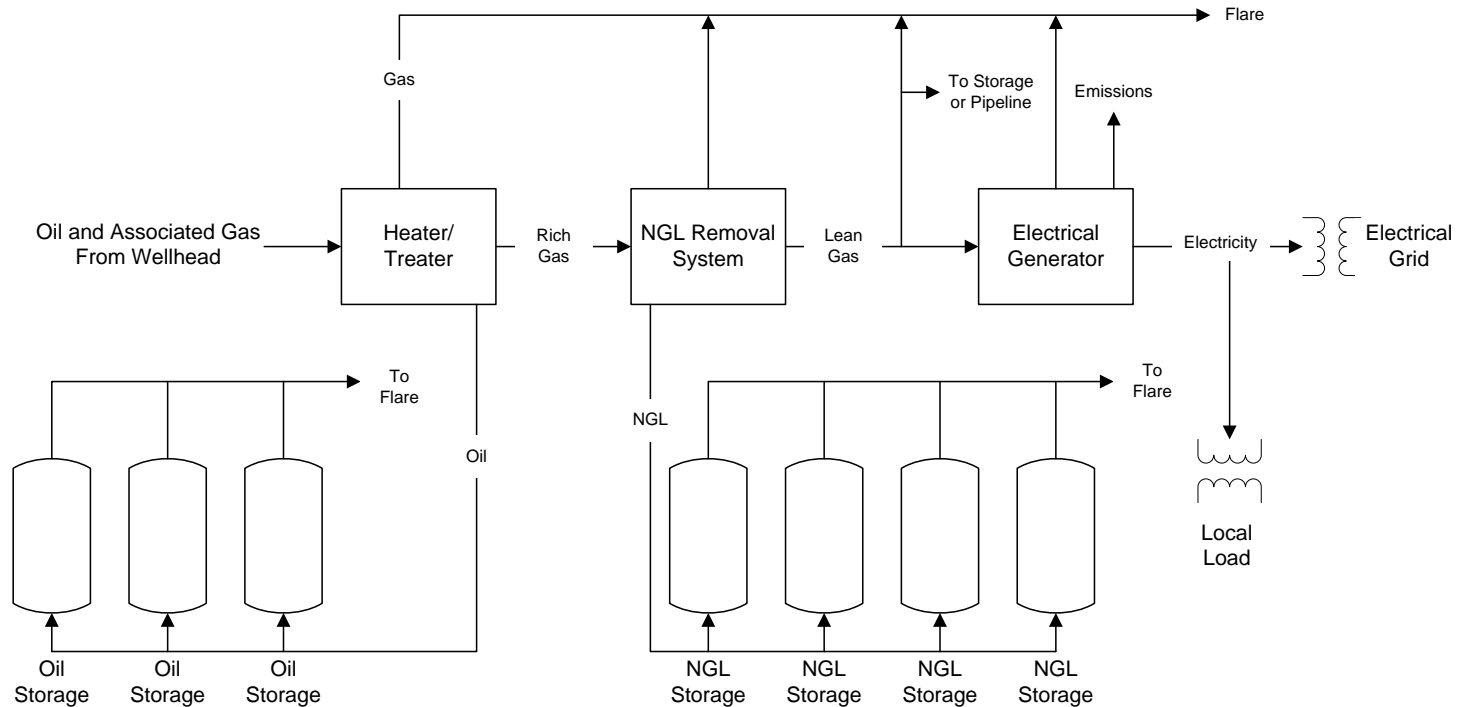 Flare
Gas
To Storage
or Pipeline
Emissions
Oil and Associated Gas
From Wellhead
Heater/
Treater
Rich
Gas
NGL Removal
System
Lean
Gas
Electrical
Generator
Electricity
Electrical
Grid
To
Flare
Oil
NGL
To
Flare
Local
Load
Oil
Storage
Oil
Storage
Oil
Storage
NGL
Storage
NGL
Storage
NGL
Storage
NGL
Storage